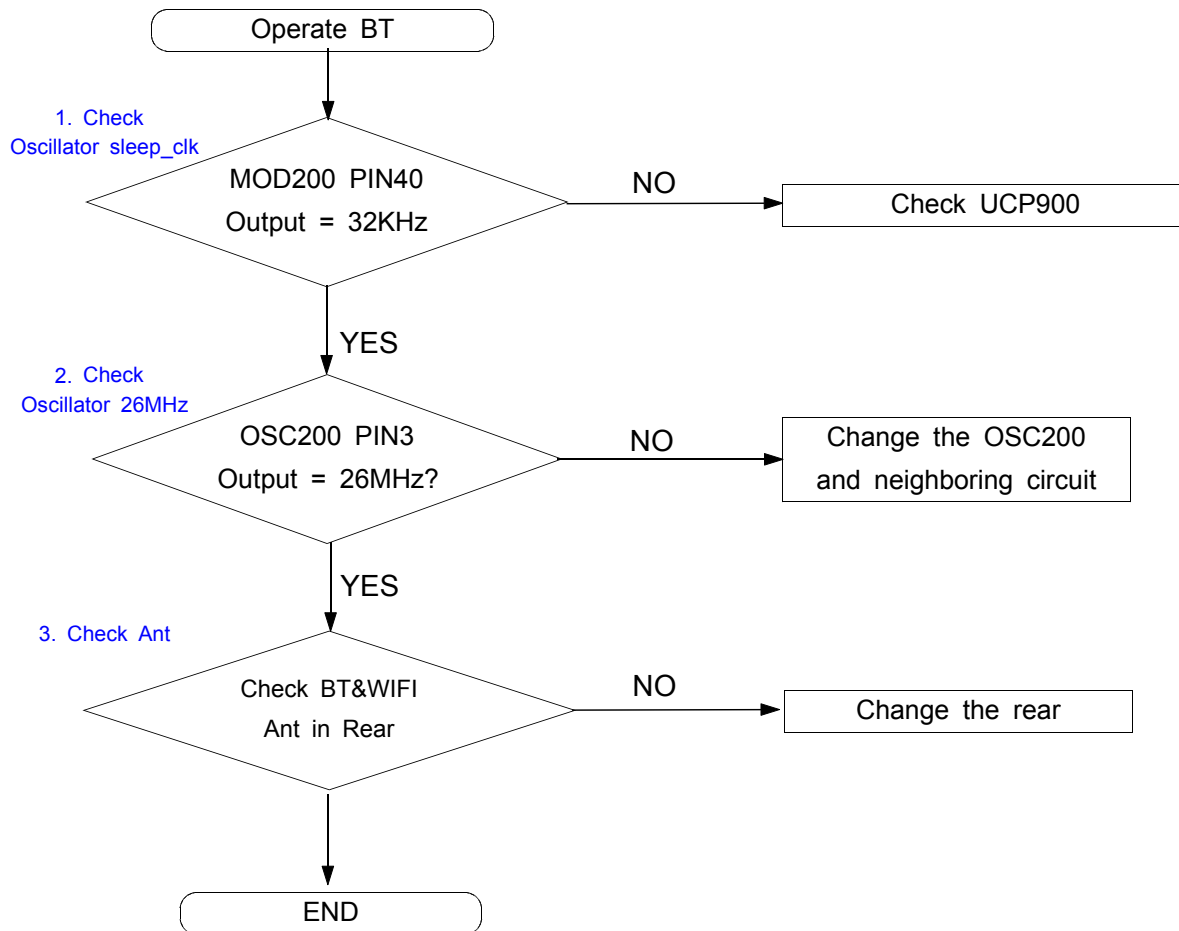 Operate BT
1. Check
Oscillator sleep_clk
MOD200 PIN40
Output = 32KHz
NO
Check UCP900
YES
2. Check
Oscillator 26MHz
OSC200 PIN3
Output = 26MHz?
NO
Change the OSC200
and neighboring circuit
YES
3. Check Ant
Check BT&WIFI
Ant in Rear
NO
Change the rear
END